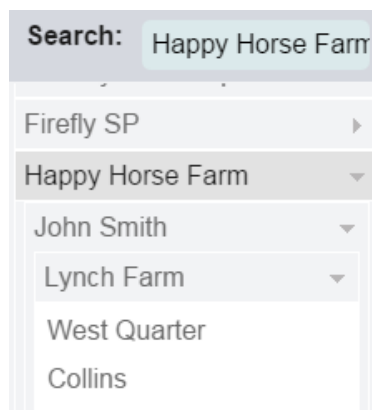 Search: Happy Horse Farm
Firefly SP
Happy Horse Farm
John Smith
Lynch Farm
West Quarter
Collins